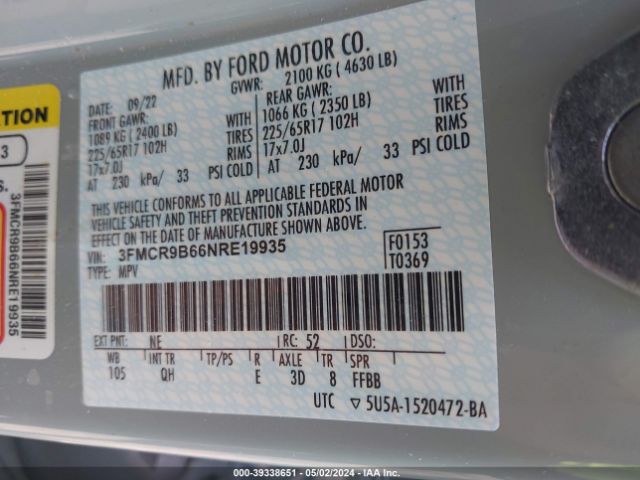 MFD. BY FORD MOTOR CO.
DATE: 09/22 GVWR: 2100 KG ( 4630 LB)
FRONT GAWR: WITH REAR GAWR: WITH
1089 KG (2400 LB) TIRES 1066 KG (2350 LB) TIRES
225/65R17 102H RIMS 225/65R17 102H RIMS
17x7.0J 17x7.0J
AT 230 kPa/ 33 PSI COLD AT 230 kPa/ 33 PSI COLD
THIS VEHICLE CONFORMS TO ALL APPLICABLE FEDERAL MOTOR
VEHICLE SAFETY AND THEFT PREVENTION STANDARDS IN
EFFECT ON THE DATE OF MANUFACTURE SHOWN ABOVE.
VIN: 3FMCR9B66NRE19935 F0153
TYPE: MPV T0369
EXT PNT: NE RC: 52 DSO:
WB INT TR TP/PS R AXLE TR SPR
105 QH E 3D 8 FFBB
UTC ▽ 5U5A-1520472-BA
ATION
3
S.
3FMCR9B66NRE19935
000-39338651 - 05/02/2024 - IAA Inc.